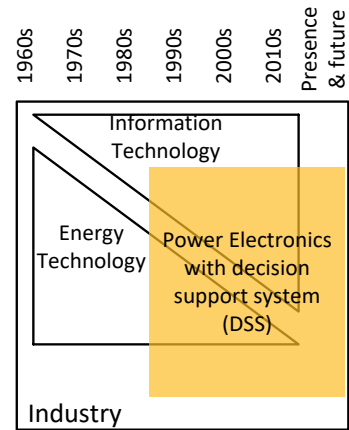 1960s
1970s
1980s
1990s
2000s
2010s
Presence
& future
Information
Technology
Energy
Technology
Power Electronics
with decision
support system
(DSS)
Industry